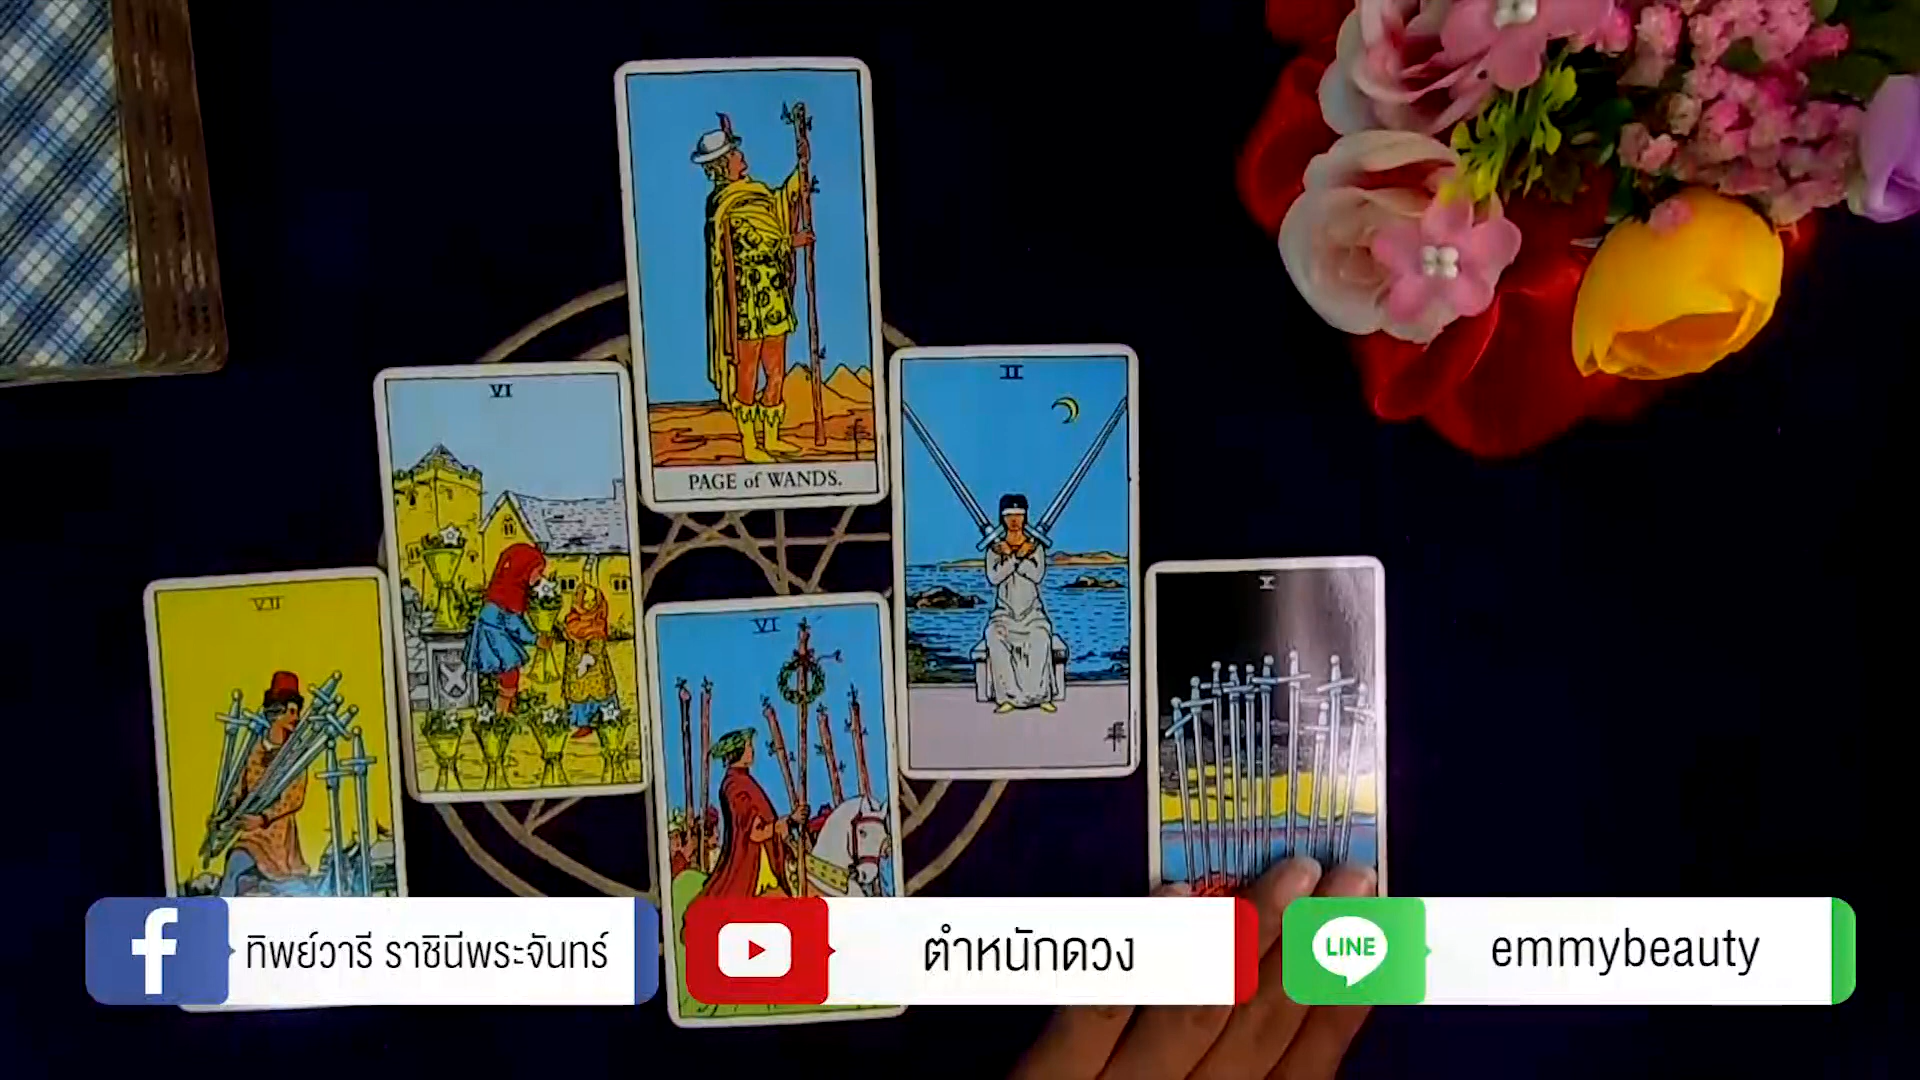 PAGE of WANDS.
VI
II
VII
VI
X
ทิพย์วารี ราชินีพระจันทร์
ตำหนักดวง
LINE
emmybeauty